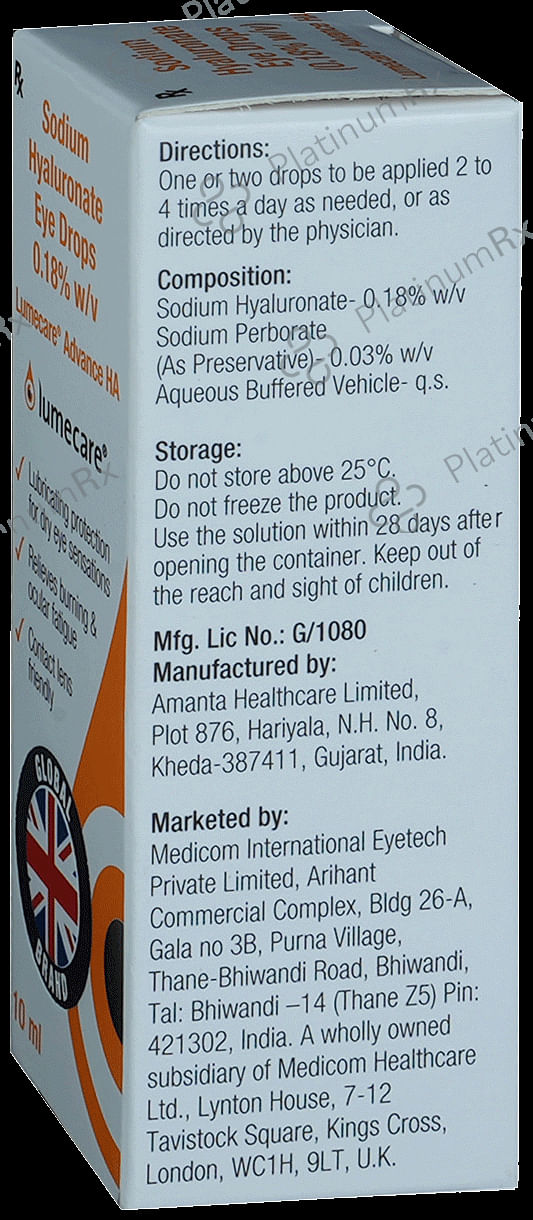 Rx
Sodium
Hyaluronate
Eye Drops
0.18% w/v
Lumecare® Advance HA
lumecare®
✓ Lubricating protection
for dry eye sensations
✓ Relieves burning &
ocular fatigue
✓ Contact lens
friendly
GLOBAL
BRAND
10 ml
Directions:
One or two drops to be applied 2 to
4 times a day as needed, or as
directed by the physician.
Composition:
Sodium Hyaluronate- 0.18% w/v
Sodium Perborate
(As Preservative)- 0.03% w/v
Aqueous Buffered Vehicle- q.s.
Storage:
Do not store above 25°C.
Do not freeze the product.
Use the solution within 28 days after
opening the container. Keep out of
the reach and sight of children.
Mfg. Lic No.: G/1080
Manufactured by:
Amanta Healthcare Limited,
Plot 876, Hariyala, N.H. No. 8,
Kheda-387411, Gujarat, India.
Marketed by:
Medicom International Eyetech
Private Limited, Arihant
Commercial Complex, Bldg 26-A,
Gala no 3B, Purna Village,
Thane-Bhiwandi Road, Bhiwandi,
Tal: Bhiwandi –14 (Thane Z5) Pin:
421302, India. A wholly owned
subsidiary of Medicom Healthcare
Ltd., Lynton House, 7-12
Tavistock Square, Kings Cross,
London, WC1H, 9LT, U.K.
PlatinumRx
PlatinumRx